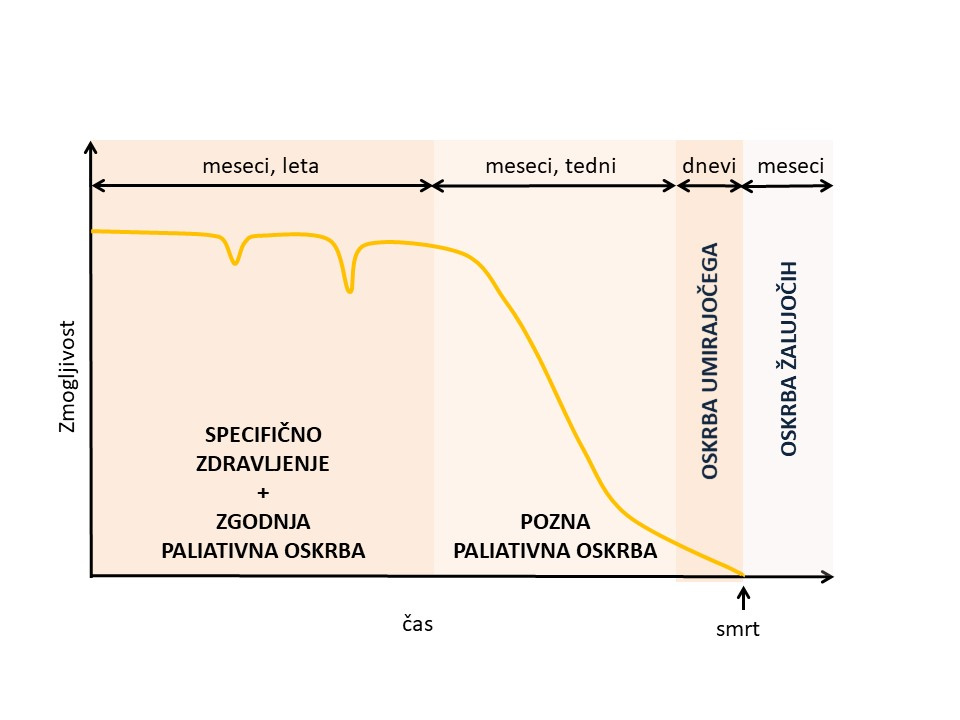 meseci, leta
meseci, tedni
dnevi
meseci
Zmogljivost
SPECIFIČNO
ZDRAVLJENJE
+
ZGODNJA
PALIATIVNA OSKRBA
POZNA
PALIATIVNA OSKRBA
OSKRBA UMIRAJOČEGA
OSKRBA ŽALUJOČIH
čas
smrt